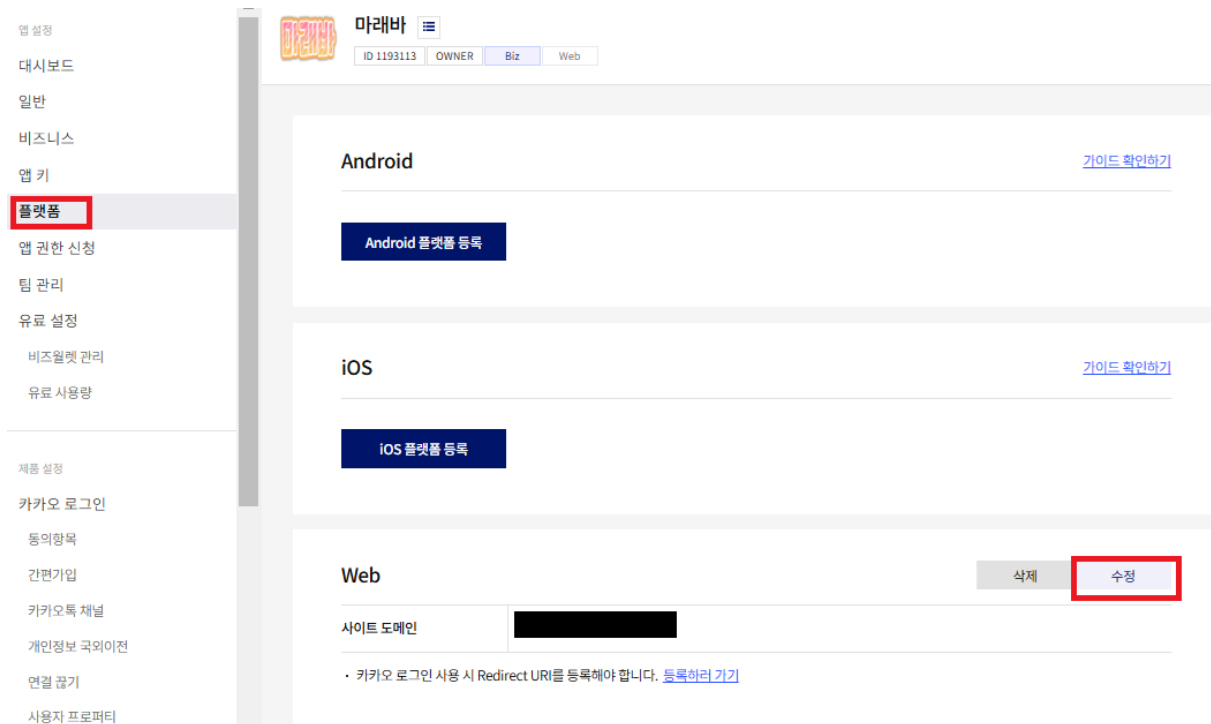 앱 설정
대시보드
일반
비즈니스
앱 키
플랫폼
앱 권한 신청
팀 관리
유료 설정
비즈월렛 관리
유료 사용량
제품 설정
카카오 로그인
동의항목
간편가입
카카오톡 채널
개인정보 국외이전
연결 끊기
사용자 프로퍼티
마래바
마래바
ID 1193113 OWNER Biz Web
Android 가이드 확인하기
Android 플랫폼 등록
iOS 가이드 확인하기
iOS 플랫폼 등록
Web 삭제 수정
사이트 도메인
· 카카오 로그인 사용 시 Redirect URI를 등록해야 합니다. 등록하러 가기